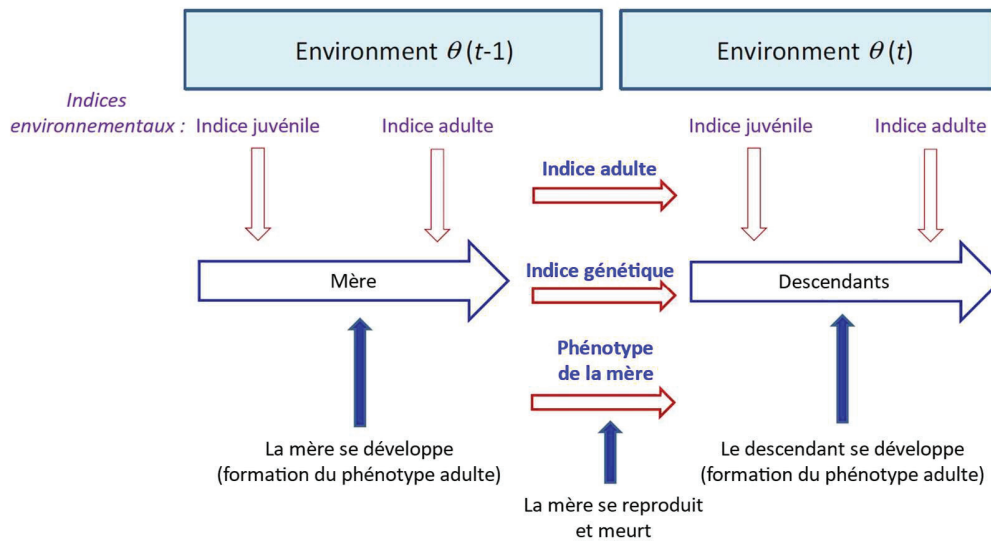 Environment θ(t-1)
Environment θ(t)
Indices
environnementaux :
Indice juvénile
Indice adulte
Indice juvénile
Indice adulte
Indice adulte
Indice génétique
Mère
Descendants
Phénotype
de la mère
La mère se développe
(formation du phénotype adulte)
Le descendant se développe
(formation du phénotype adulte)
La mère se reproduit
et meurt